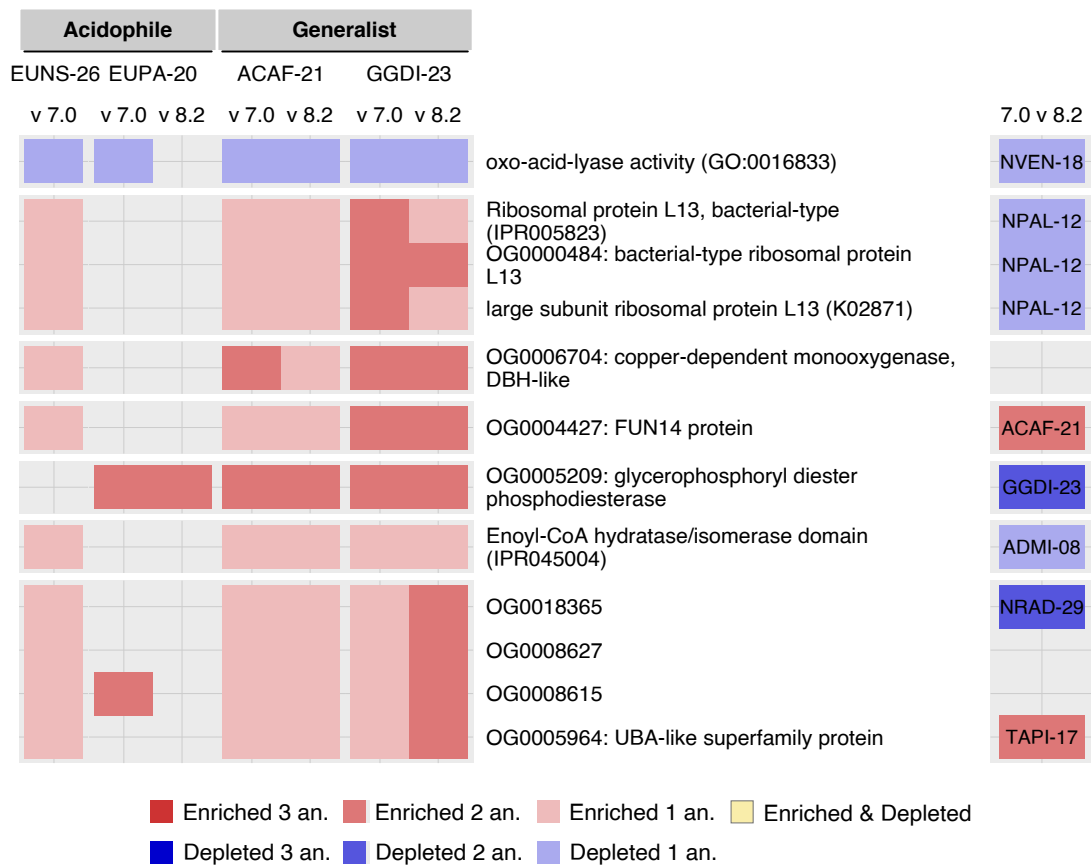 Acidophile Generalist
EUNS-26 EUPA-20 ACAF-21 GGDI-23
v 7.0 v 7.0 v 8.2 v 7.0 v 8.2 v 7.0 v 8.2 7.0 v 8.2
oxo-acid-lyase activity (GO:0016833) NVEN-18
Ribosomal protein L13, bacterial-type
(IPR005823) NPAL-12
OG0000484: bacterial-type ribosomal protein
L13 NPAL-12
large subunit ribosomal protein L13 (K02871) NPAL-12
OG0006704: copper-dependent monooxygenase,
DBH-like
OG0004427: FUN14 protein ACAF-21
OG0005209: glycerophosphoryl diester
phosphodiesterase GGDI-23
Enoyl-CoA hydratase/isomerase domain
(IPR045004) ADMI-08
OG0018365 NRAD-29
OG0008627
OG0008615
OG0005964: UBA-like superfamily protein TAPI-17
Enriched 3 an. Enriched 2 an. Enriched 1 an. Enriched & Depleted
Depleted 3 an. Depleted 2 an. Depleted 1 an.